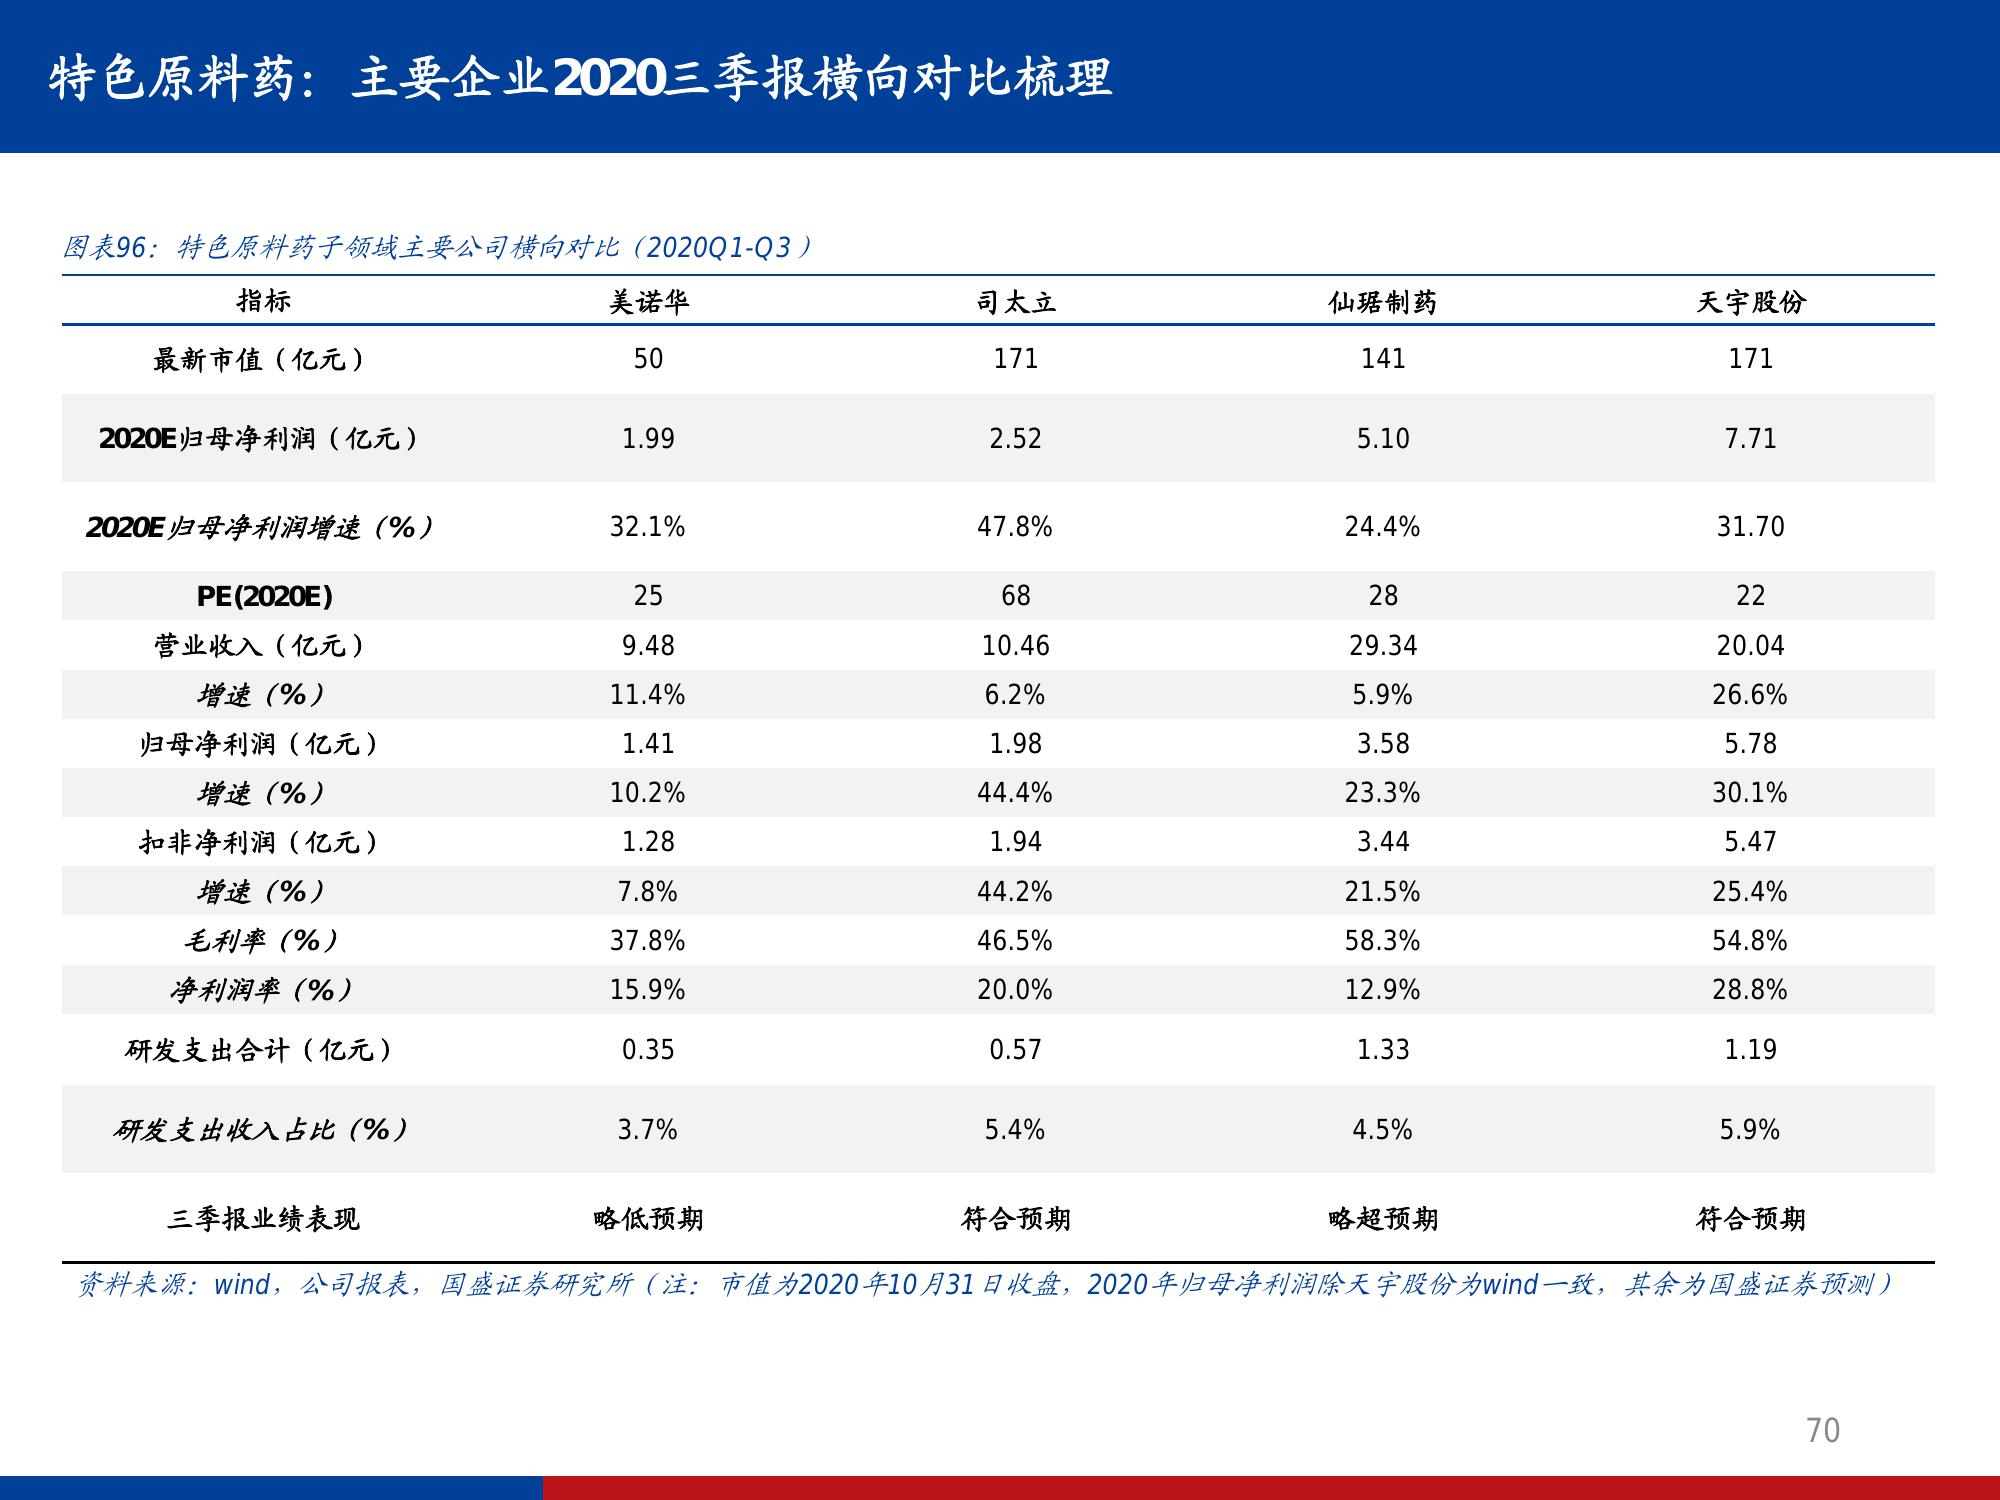 特色原料药：主要企业2020三季报横向对比梳理
图表96：特色原料药子领域主要公司横向对比（2020Q1-Q3）
指标 美诺华 司太立 仙琚制药 天宇股份
最新市值（亿元） 50 171 141 171
2020E归母净利润（亿元） 1.99 2.52 5.10 7.71
2020E归母净利润增速（%） 32.1% 47.8% 24.4% 31.70
PE(2020E) 25 68 28 22
营业收入（亿元） 9.48 10.46 29.34 20.04
增速（%） 11.4% 6.2% 5.9% 26.6%
归母净利润（亿元） 1.41 1.98 3.58 5.78
增速（%） 10.2% 44.4% 23.3% 30.1%
扣非净利润（亿元） 1.28 1.94 3.44 5.47
增速（%） 7.8% 44.2% 21.5% 25.4%
毛利率（%） 37.8% 46.5% 58.3% 54.8%
净利润率（%） 15.9% 20.0% 12.9% 28.8%
研发支出合计（亿元） 0.35 0.57 1.33 1.19
研发支出收入占比（%） 3.7% 5.4% 4.5% 5.9%
三季报业绩表现 略低预期 符合预期 略超预期 符合预期
资料来源：wind，公司报表，国盛证券研究所（注：市值为2020年10月31日收盘，2020年归母净利润除天宇股份为wind一致，其余为国盛证券预测）
70